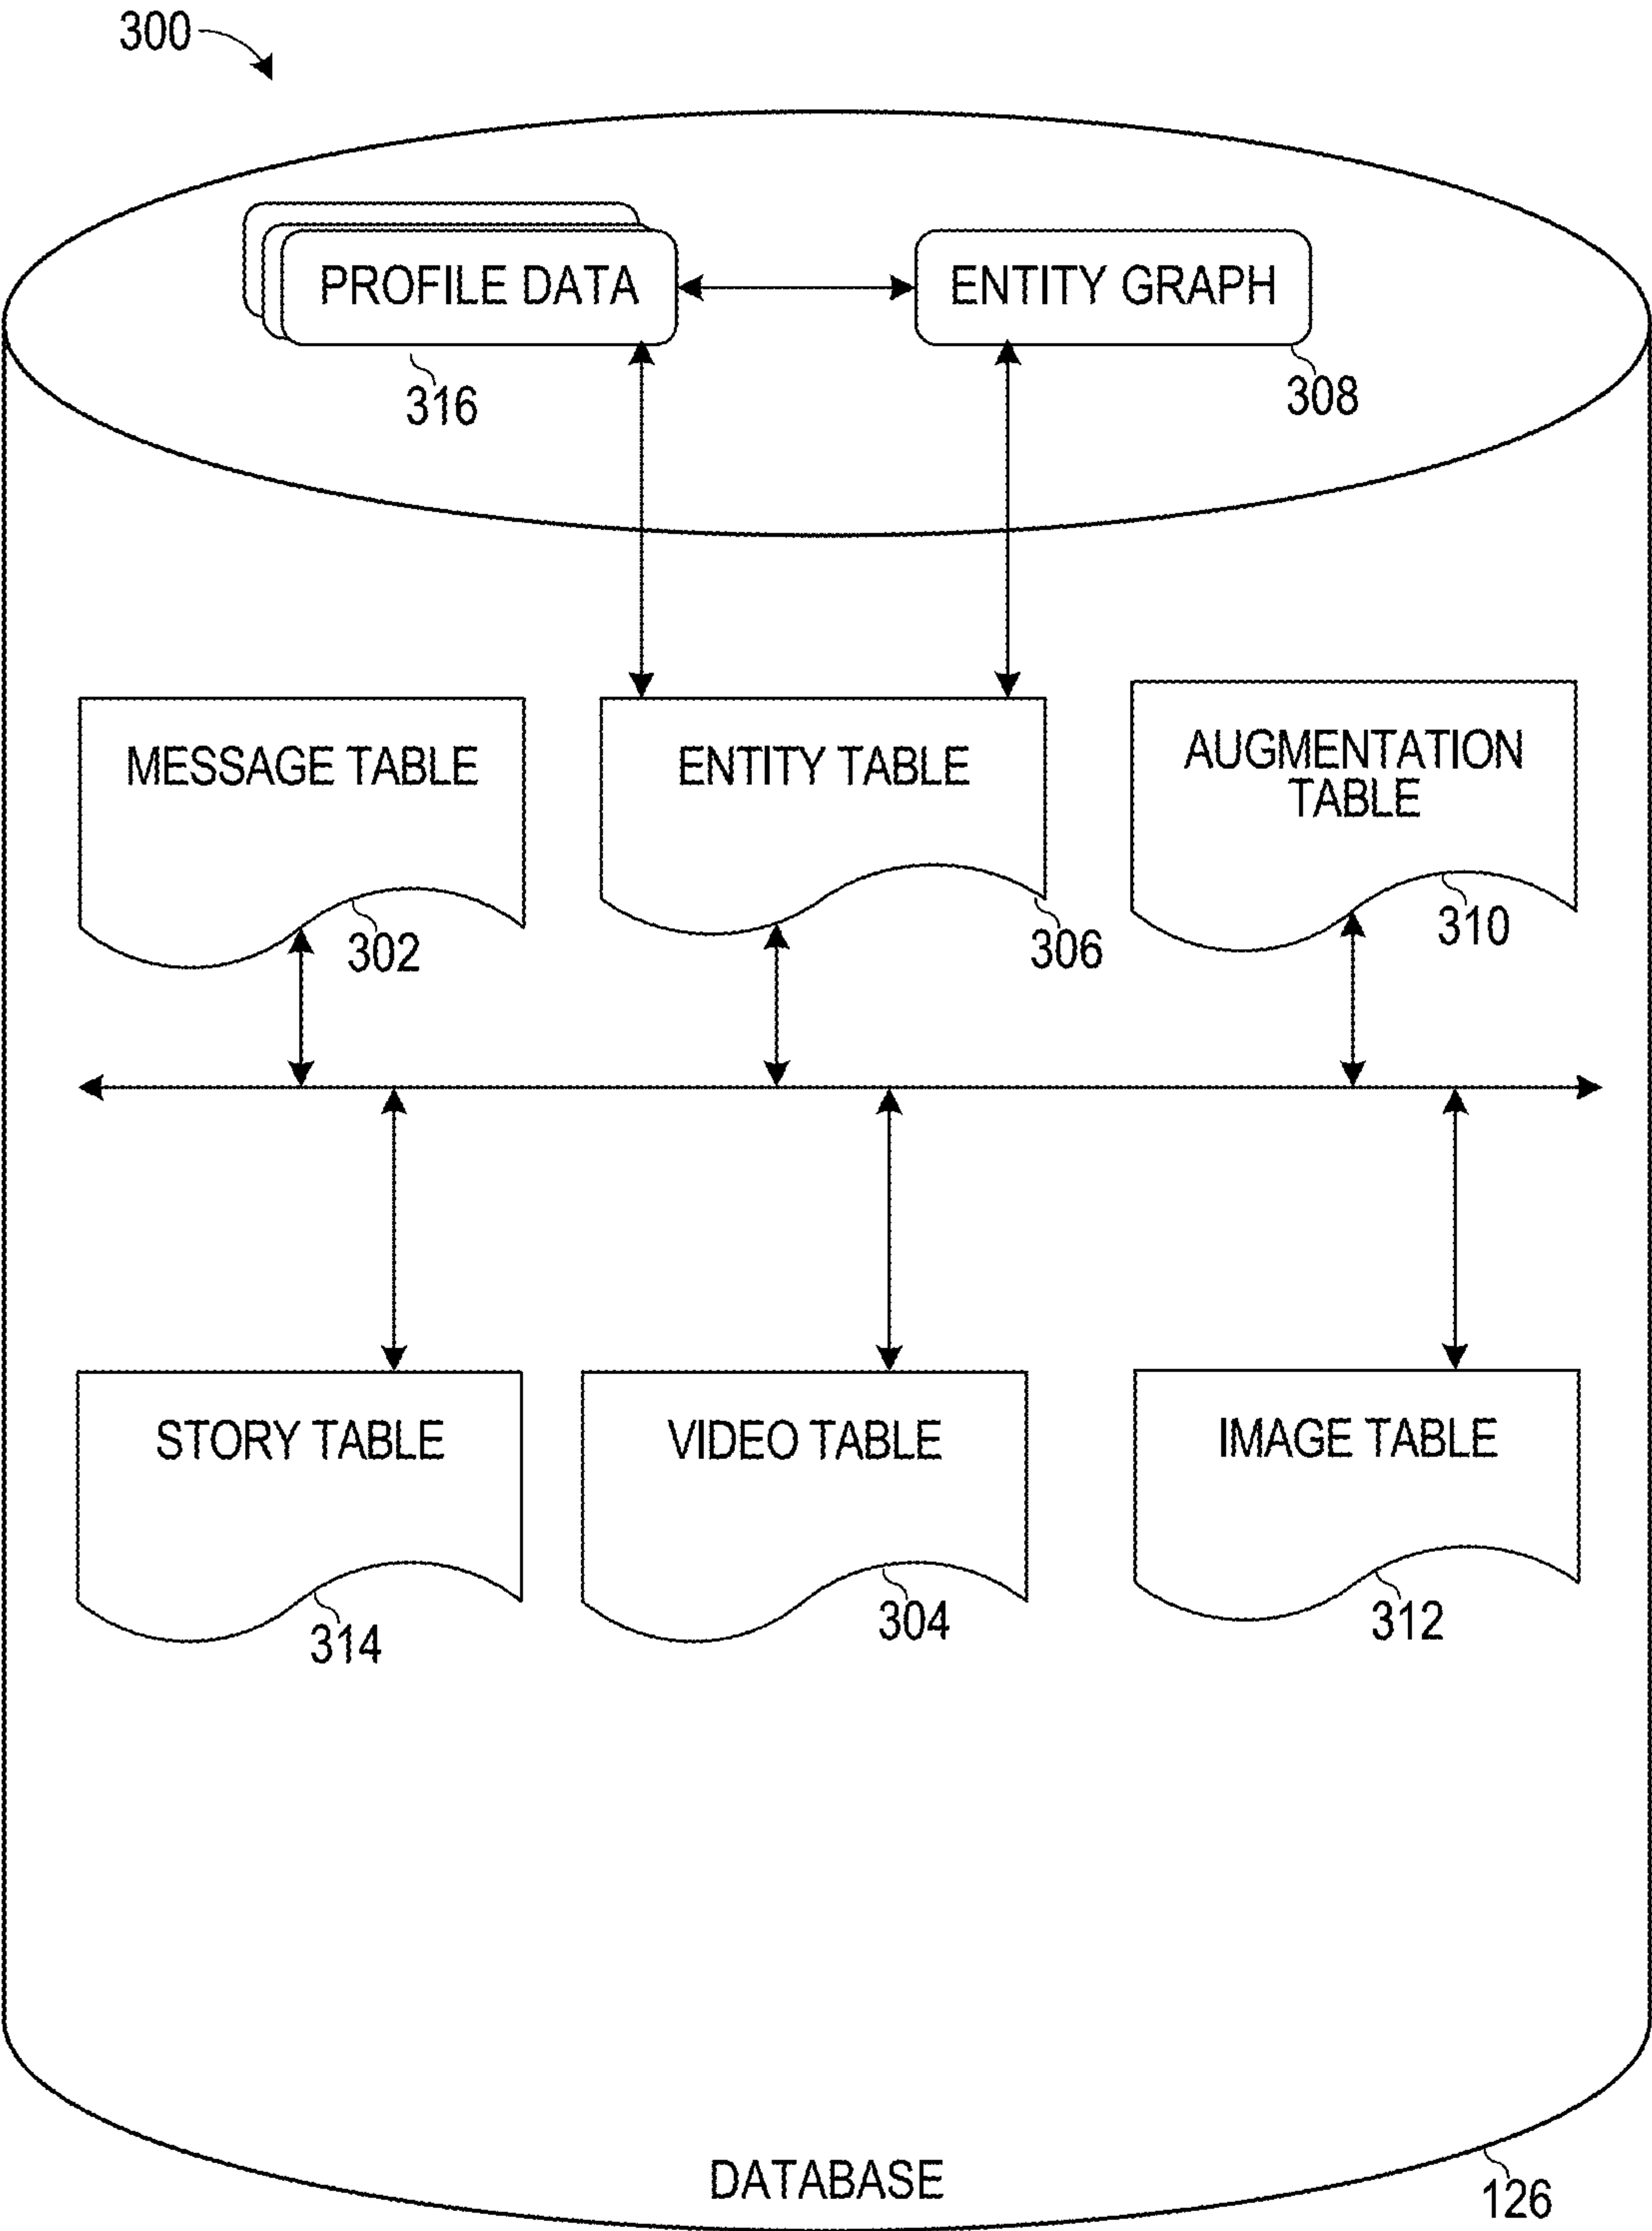 300
PROFILE DATA
ENTITY GRAPH
316
308
MESSAGE TABLE
ENTITY TABLE
AUGMENTATION
TABLE
302
306
310
STORY TABLE
VIDEO TABLE
IMAGE TABLE
314
304
312
DATABASE
126